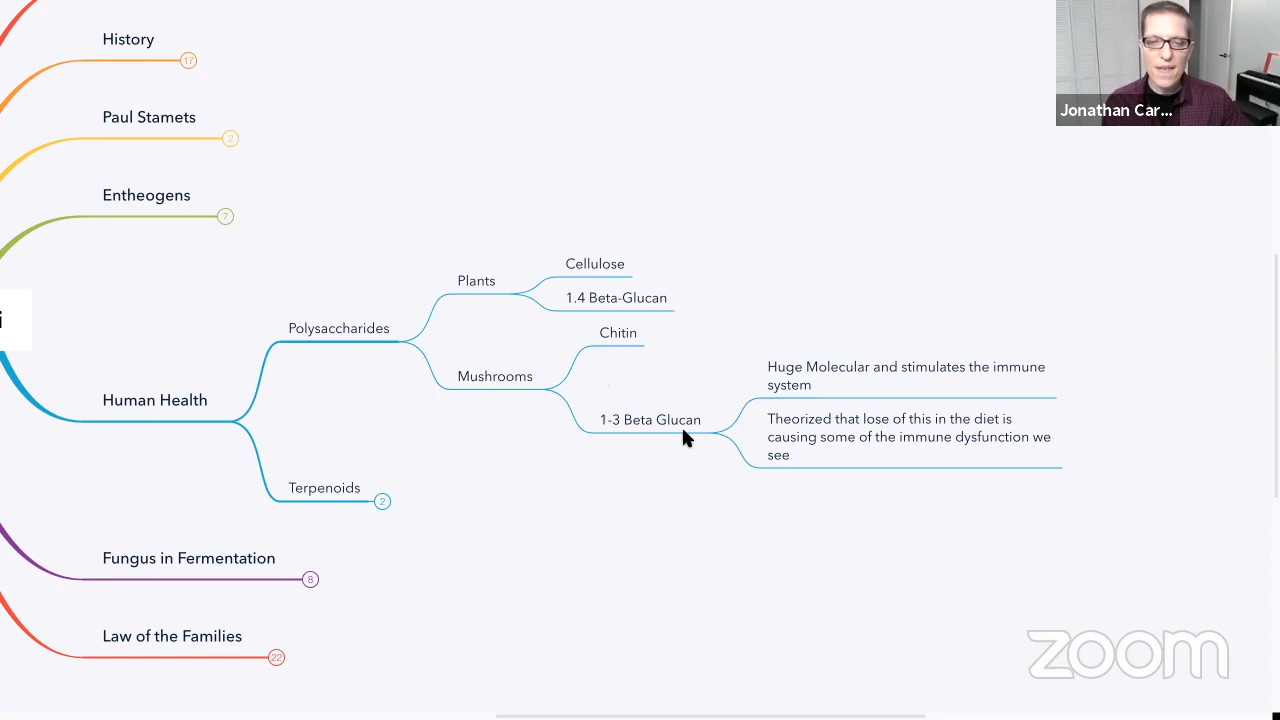 History
17
Paul Stamets
2
Entheogens
7
i
Human Health
Polysaccharides
Plants
Cellulose
1.4 Beta-Glucan
Mushrooms
Chitin
1-3 Beta Glucan
Huge Molecular and stimulates the immune
system
Theorized that lose of this in the diet is
causing some of the immune dysfunction we
see
Terpenoids
2
Fungus in Fermentation
8
Law of the Families
22
Jonathan Car...
zoom